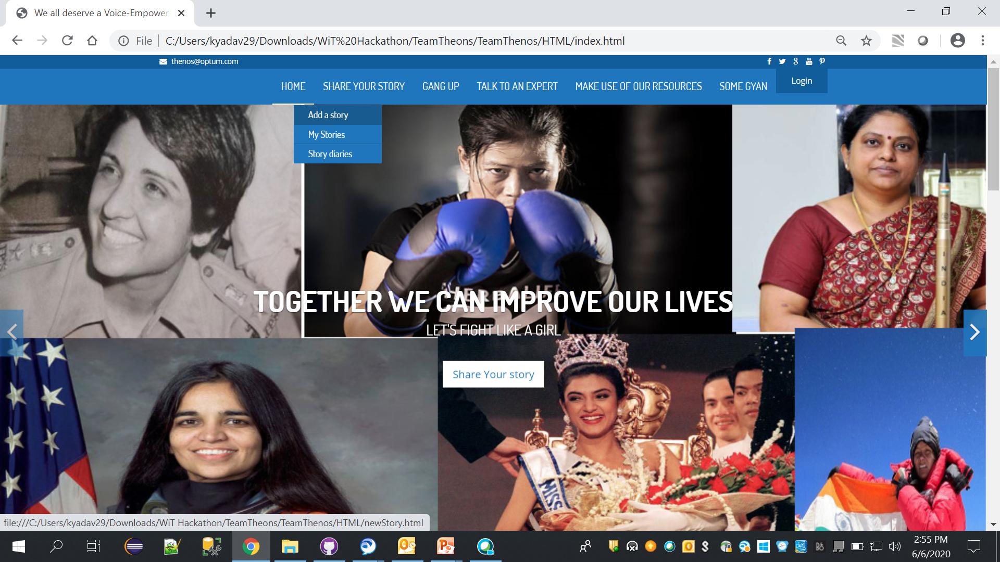 We all deserve a Voice-Empower
File
C:/Users/kyadav29/Downloads/WiT%20Hackathon/TeamTheons/TeamThenos/HTML/index.html
thenos@optum.com
HOME
SHARE YOUR STORY
GANG UP
TALK TO AN EXPERT
MAKE USE OF OUR RESOURCES
SOME GYAN
Login
Add a story
My Stories
Story diaries
INDIA
TOGETHER WE CAN IMPROVE OUR LIVES
LET'S FIGHT LIKE A GIRL
Share Your story
MISS
file:///C:/Users/kyadav29/Downloads/WiT Hackathon/TeamTheons/TeamThenos/HTML/newStory.html
2:55 PM
6/6/2020